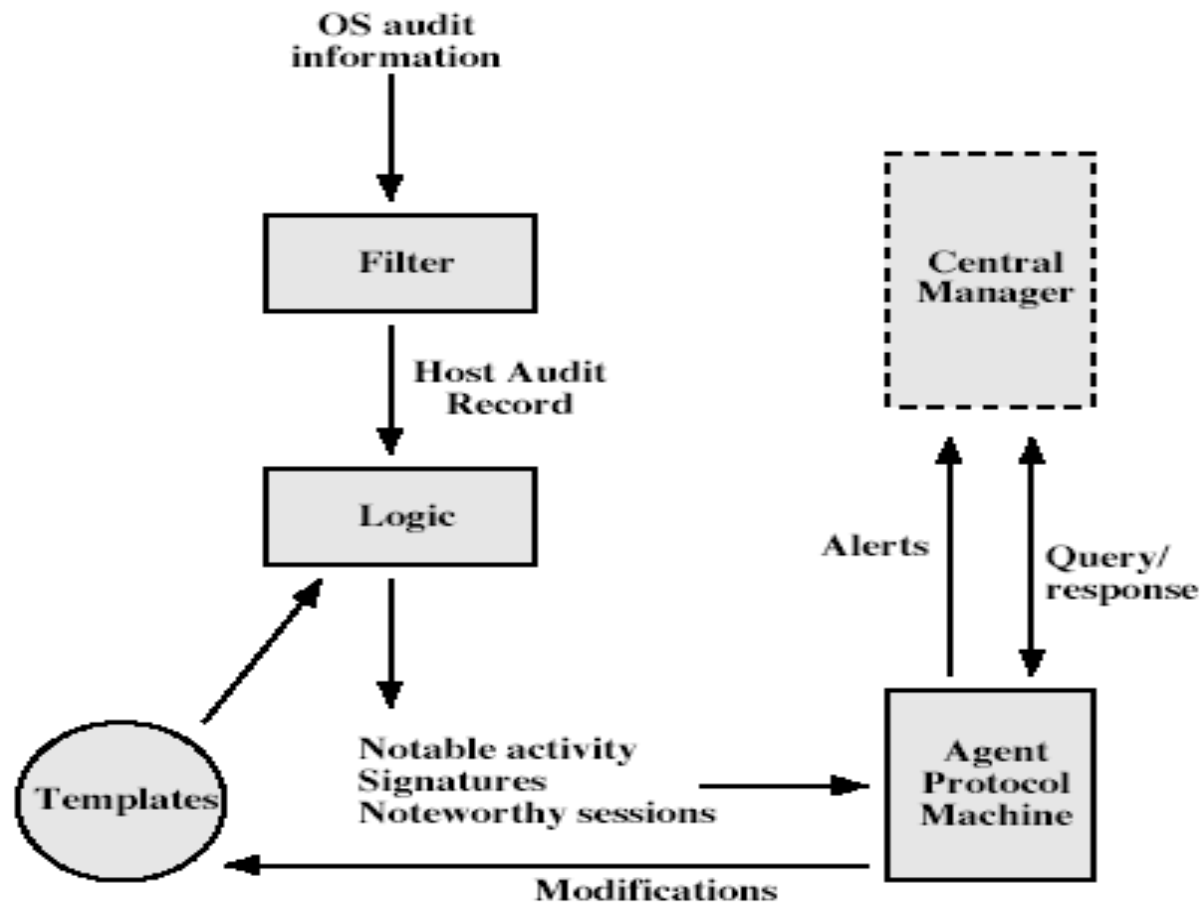 OS audit
information
Filter
Host Audit
Record
Logic
Templates
Notable activity
Signatures
Noteworthy sessions
Modifications
Central
Manager
Alerts
Query/
response
Agent
Protocol
Machine